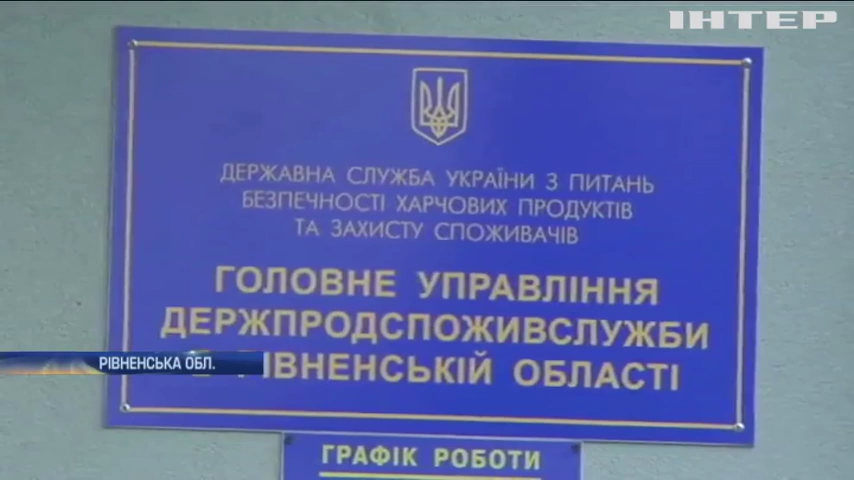 ІНТЕР
ДЕРЖАВНА СЛУЖБА УКРАЇНИ З ПИТАНЬ
БЕЗПЕЧНОСТІ ХАРЧОВИХ ПРОДУКТІВ
ТА ЗАХИСТУ СПОЖИВАЧІВ
ГОЛОВНЕ УПРАВЛІННЯ
ДЕРЖПРОДСПОЖИВСЛУЖБИ
РІВНЕНСЬКА ОБЛ.
РІВНЕНСЬКІЙ ОБЛАСТІ
ГРАФІК РОБОТИ